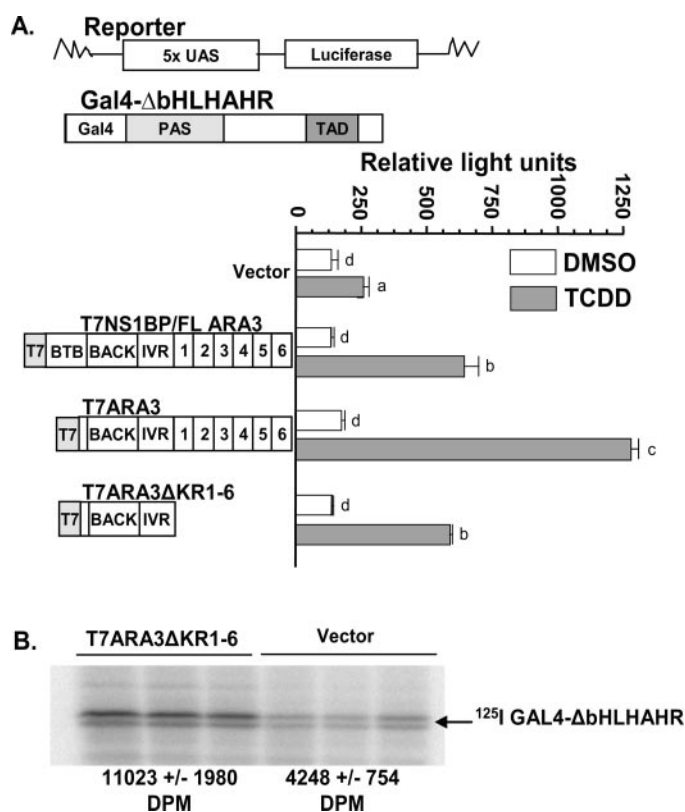 A.
Reporter
5x UAS Luciferase
Gal4-ΔbHLHAHR
Gal4 PAS TAD
Relative light units
0 250 500 750 1000 1250
DMSO
TCDD
Vector
d
a
T7NS1BP/FL ARA3
T7 BTB BACK IVR 1 2 3 4 5 6
d
b
T7ARA3
T7 BACK IVR 1 2 3 4 5 6
d
c
T7ARA3ΔKR1-6
T7 BACK IVR
d
b
B.
T7ARA3ΔKR1-6 Vector
125I GAL4-ΔbHLHAHR
11023 +/- 1980 4248 +/- 754
DPM DPM